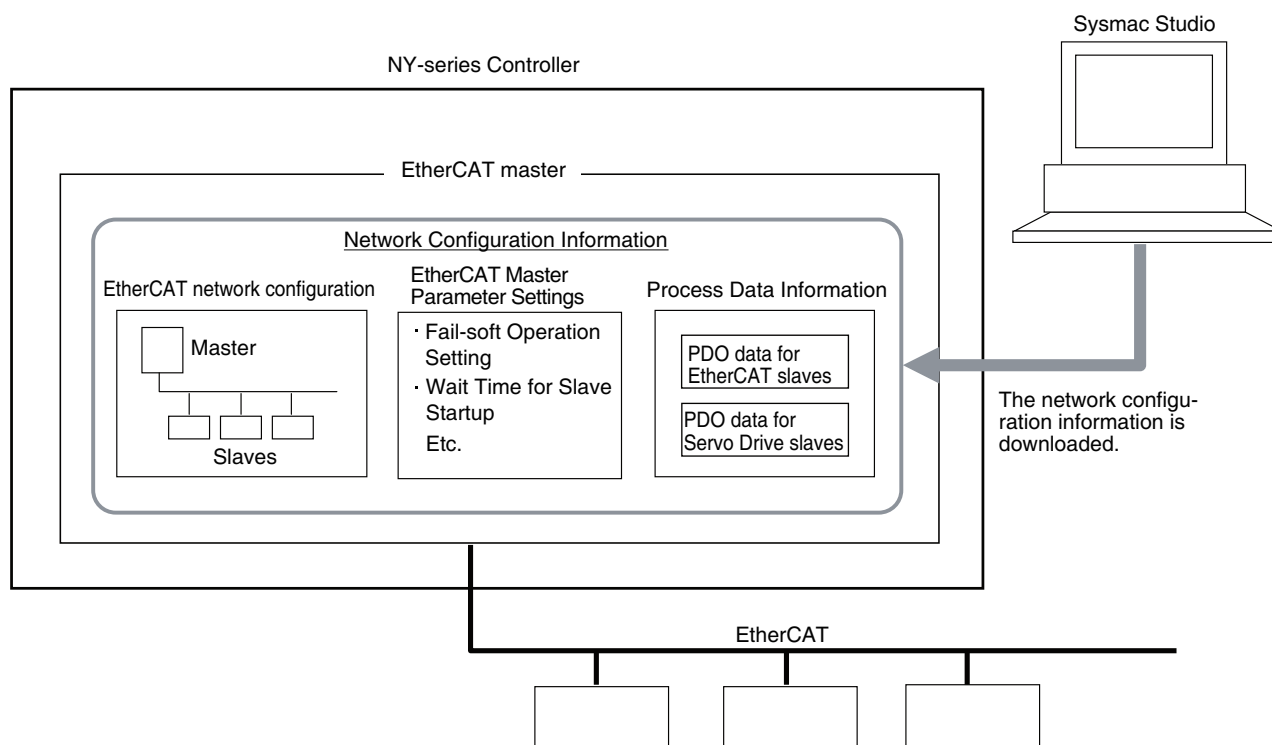 Sysmac Studio
NY-series Controller
EtherCAT master
Network Configuration Information
EtherCAT network configuration
Master
Slaves
EtherCAT Master
Parameter Settings
· Fail-soft Operation
Setting
· Wait Time for Slave
Startup
Etc.
Process Data Information
PDO data for
EtherCAT slaves
PDO data for
Servo Drive slaves
The network configu-
ration information is
downloaded.
EtherCAT